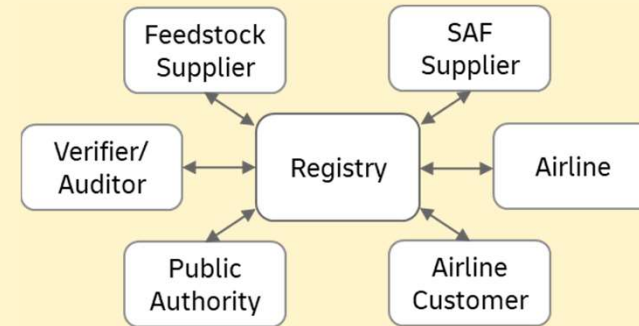 Feedstock
Supplier
SAF
Supplier
Verifier/
Auditor
Registry
Airline
Public
Authority
Airline
Customer